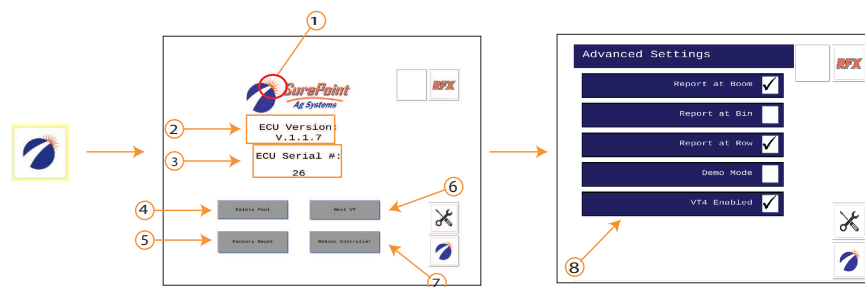 1
SurePoint
Ag Systems
RFX
2
ECU Version:
V.1.1.7
3
ECU Serial #:
26
4
Delete Pool
Next VT
6
5
Factory Reset
Reboot Controller
7
Advanced Settings
RFX
Report at Boom
Report at Bin
Report at Row
Demo Mode
VT4 Enabled
8